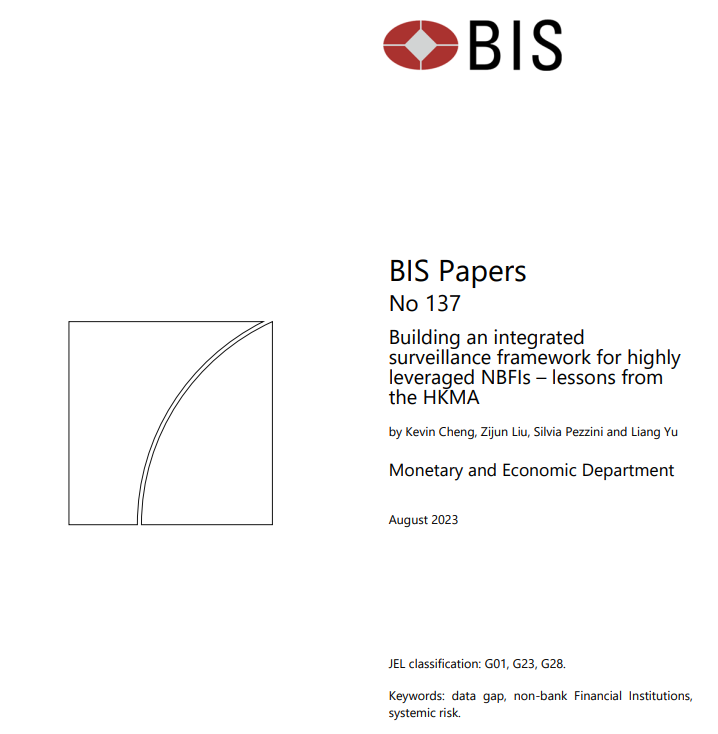 BIS
BIS Papers
No 137
Building an integrated
surveillance framework for highly
leveraged NBFIs – lessons from
the HKMA
by Kevin Cheng, Zijun Liu, Silvia Pezzini and Liang Yu
Monetary and Economic Department
August 2023
JEL classification: G01, G23, G28.
Keywords: data gap, non-bank Financial Institutions,
systemic risk.